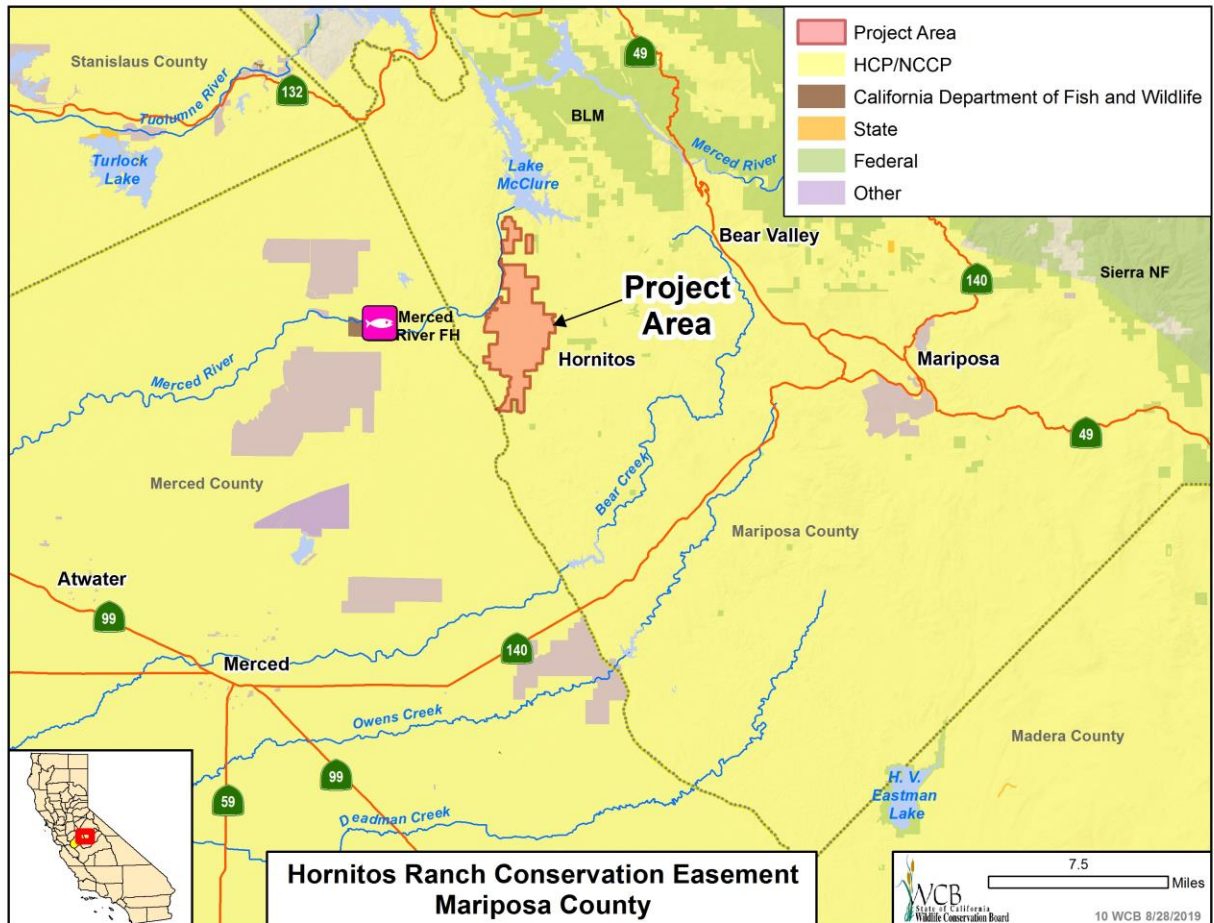 Project Area
HCP/NCCP
California Department of Fish and Wildlife
State
Federal
Other
Stanislaus County
Tuolumne River
132
Turlock
Lake
49
BLM
Merced River
Lake
McClure
Bear Valley
Sierra NF
140
Project
Area
Merced
River FH
Hornitos
Mariposa
Merced River
49
Bear Creek
Merced County
Mariposa County
Atwater
99
Merced
140
Owens Creek
Madera County
H. V.
Eastman
Lake
59
99
Deadman Creek
Hornitos Ranch Conservation Easement
Mariposa County
7.5
Miles
WCB
State of California
Wildlife Conservation Board
10 WCB 8/28/2019